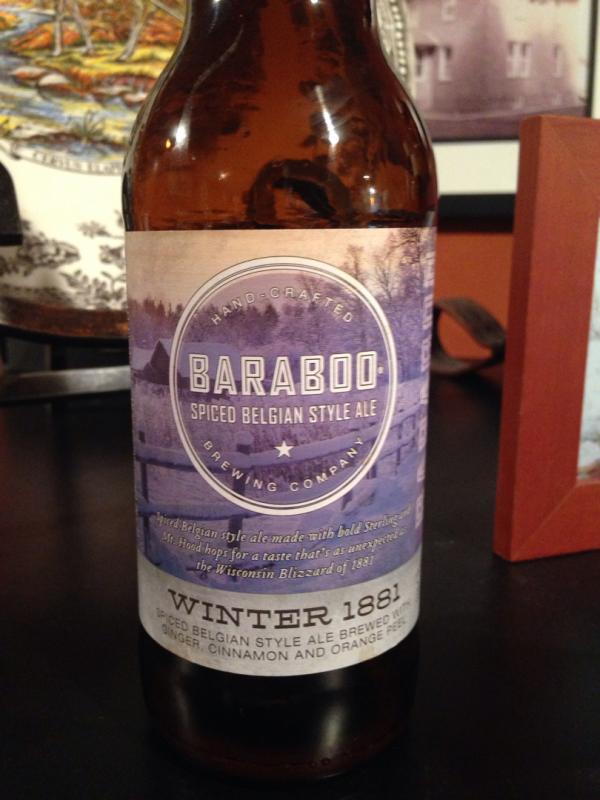 HAND-CRAFTED
BARABOO®
SPICED BELGIAN STYLE ALE
BREWING COMPANY
Spiced Belgian style ale made with bold Sterling and
Mt. Hood hops for a taste that's as unexpected as
the Wisconsin Blizzard of 1881
WINTER 1881
SPICED BELGIAN STYLE ALE BREWED WITH
GINGER, CINNAMON AND ORANGE PEEL